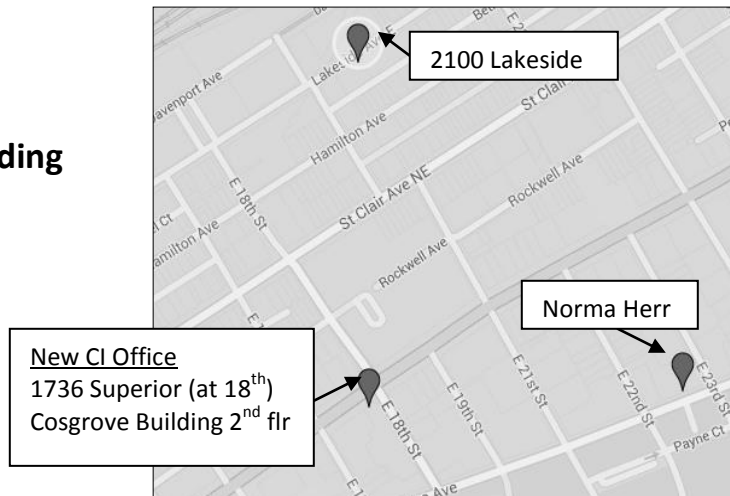 2100 Lakeside
Lakeside Ave E
Davenport Ave
ding
Hamilton Ave
St Clair Ave NE
St Clair
E 18th St
Rockwell Ave
Hamilton Ave
Rockwell Ave
Norma Herr
New CI Office
1736 Superior (at 18th)
Cosgrove Building 2nd flr
E 18th St
E 19th St
E 21st St
E 22nd St
E 23rd St
Payne Ct
Ave